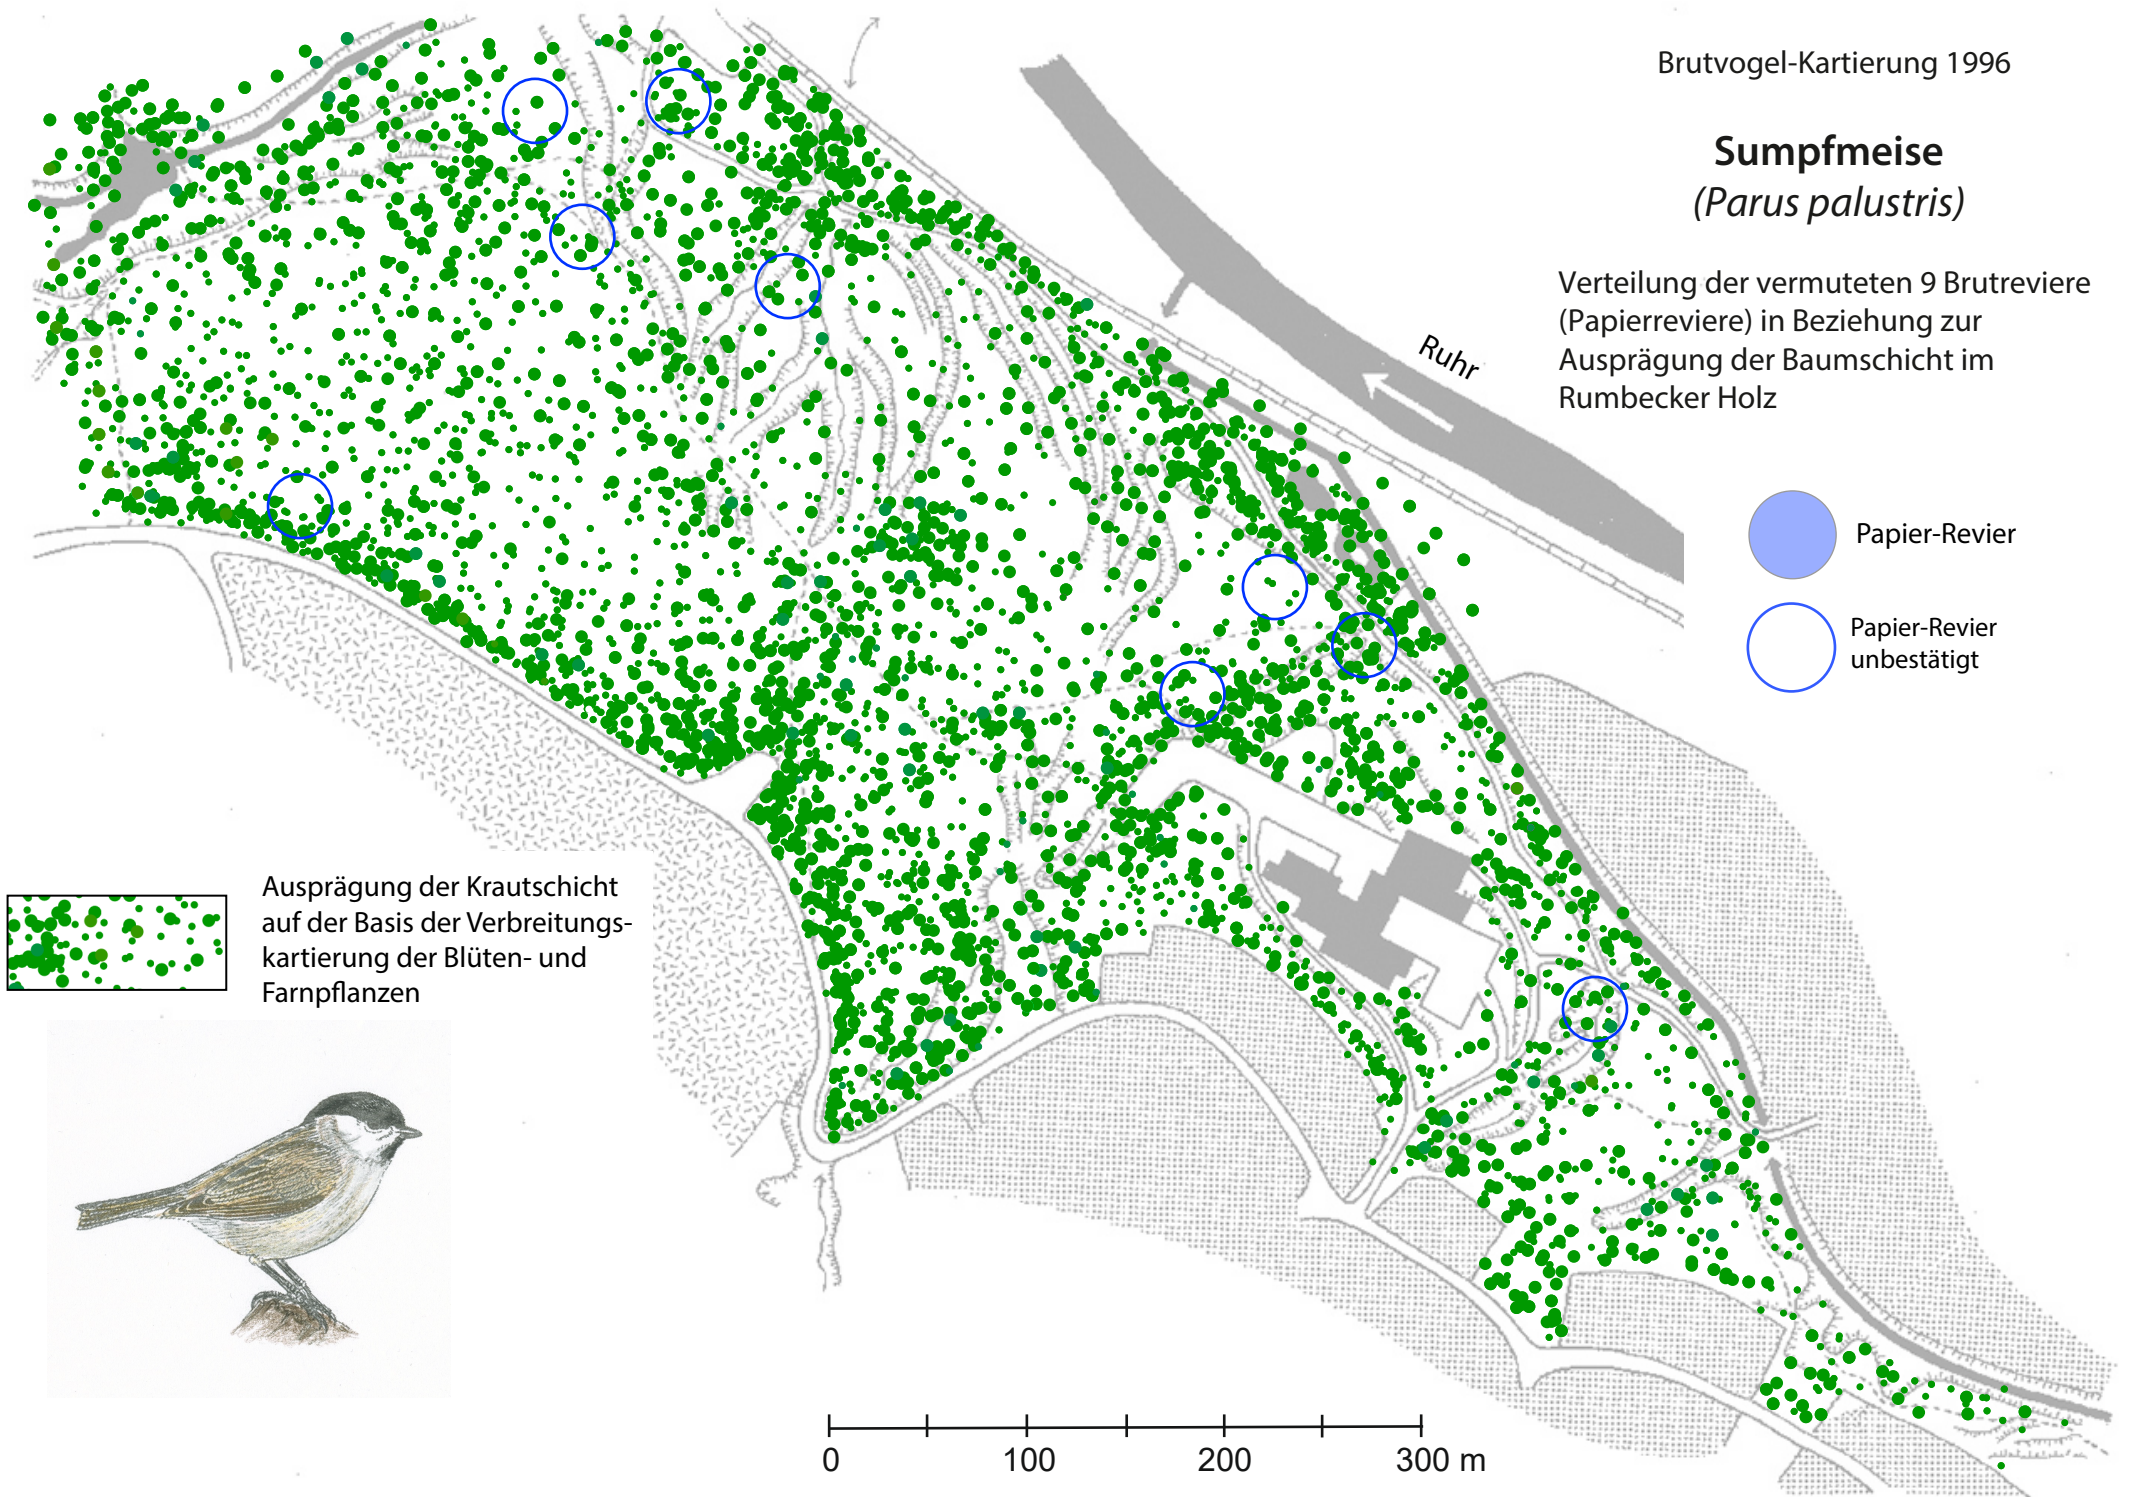 Brutvogel-Kartierung 1996
Sumpfmeise
(Parus palustris)
Verteilung der vermuteten 9 Brutreviere
(Papierreviere) in Beziehung zur
Ausprägung der Baumschicht im
Rumbecker Holz
Ruhr
Papier-Revier
Papier-Revier
unbestätigt
Ausprägung der Krautschicht
auf der Basis der Verbreitungs-
kartierung der Blüten- und
Farnpflanzen
0 100 200 300 m